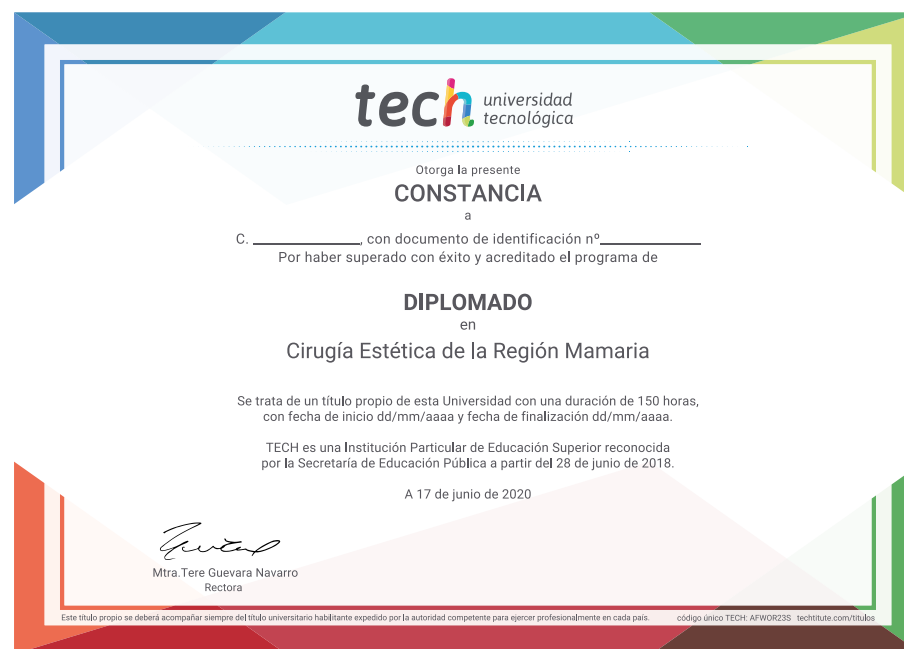 tech universidad
tecnológica
Otorga la presente
CONSTANCIA
a
C. ______________, con documento de identificación nº_____________
Por haber superado con éxito y acreditado el programa de
DIPLOMADO
en
Cirugía Estética de la Región Mamaria
Se trata de un título propio de esta Universidad con una duración de 150 horas,
con fecha de inicio dd/mm/aaaa y fecha de finalización dd/mm/aaaa.
TECH es una Institución Particular de Educación Superior reconocida
por la Secretaría de Educación Pública a partir del 28 de junio de 2018.
A 17 de junio de 2020
Mtra.Tere Guevara Navarro
Rectora
Este título propio se deberá acompañar siempre del título universitario habilitante expedido por la autoridad competente para ejercer profesionalmente en cada país. código único TECH: AFWOR23S techtitute.com/titulos